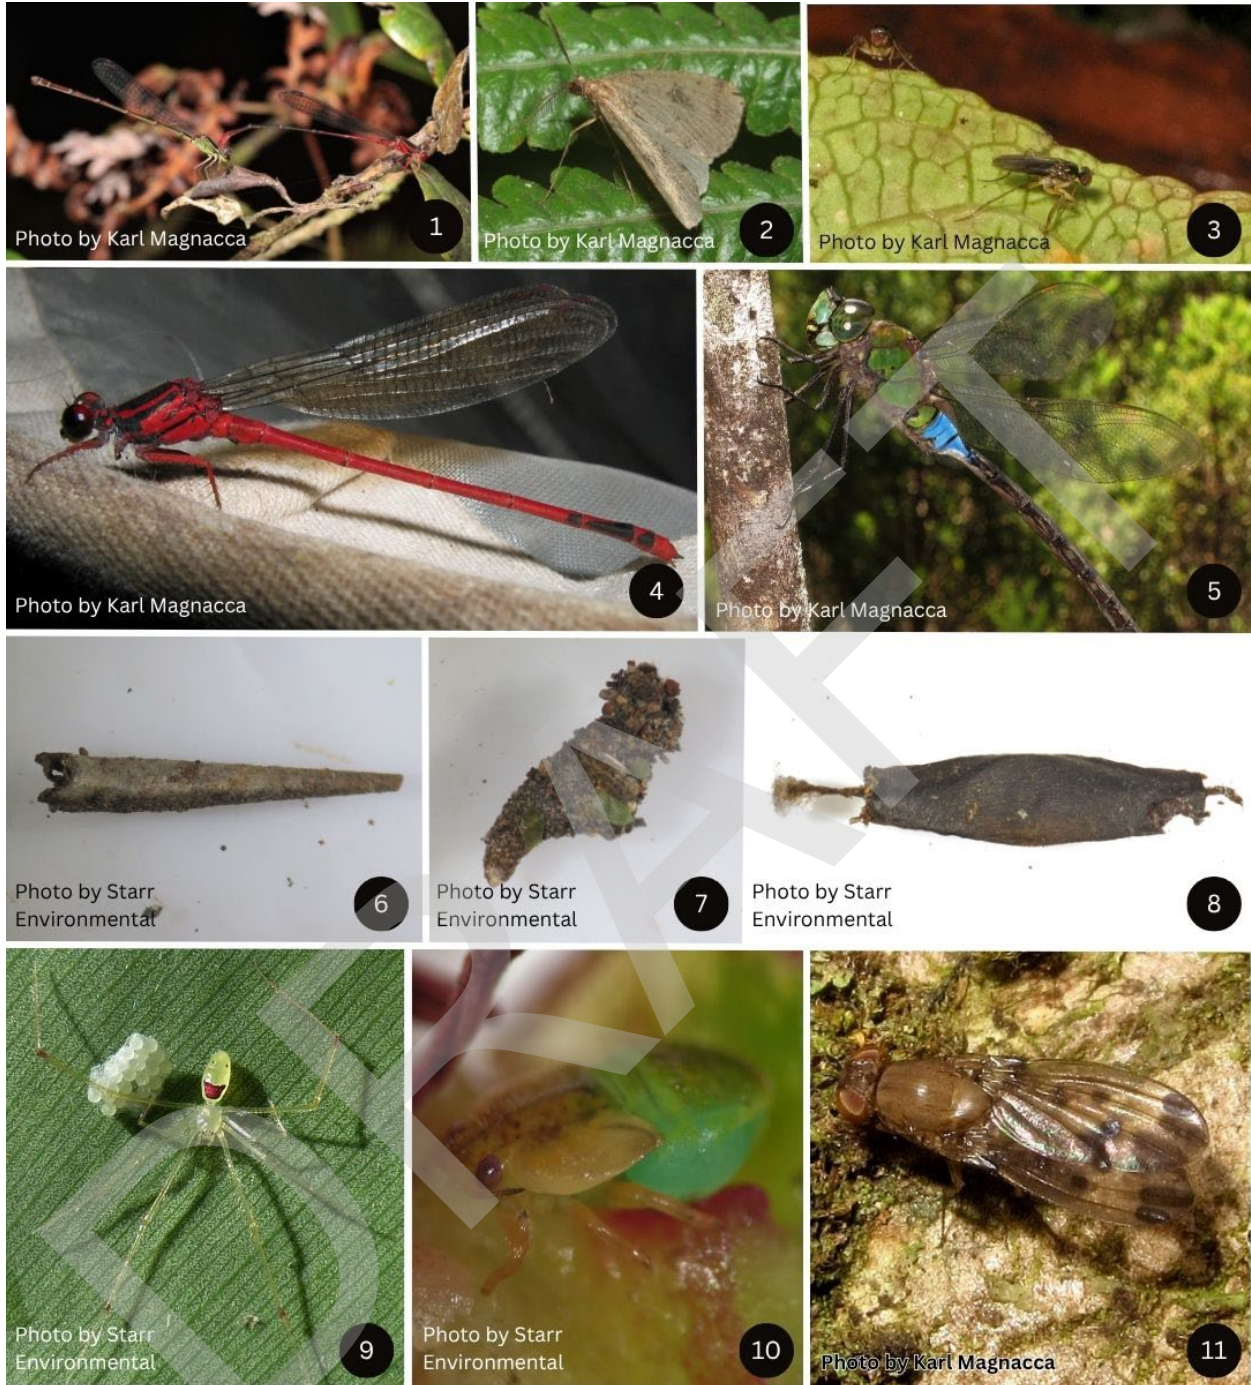 Photo by Karl Magnacca
1
Photo by Karl Magnacca
2
Photo by Karl Magnacca
3
Photo by Karl Magnacca
4
Photo by Karl Magnacca
5
Photo by Starr
Environmental
6
Photo by Starr
Environmental
7
Photo by Starr
Environmental
8
Photo by Starr
Environmental
9
Photo by Starr
Environmental
10
Photo by Karl Magnacca
11
DRAFT